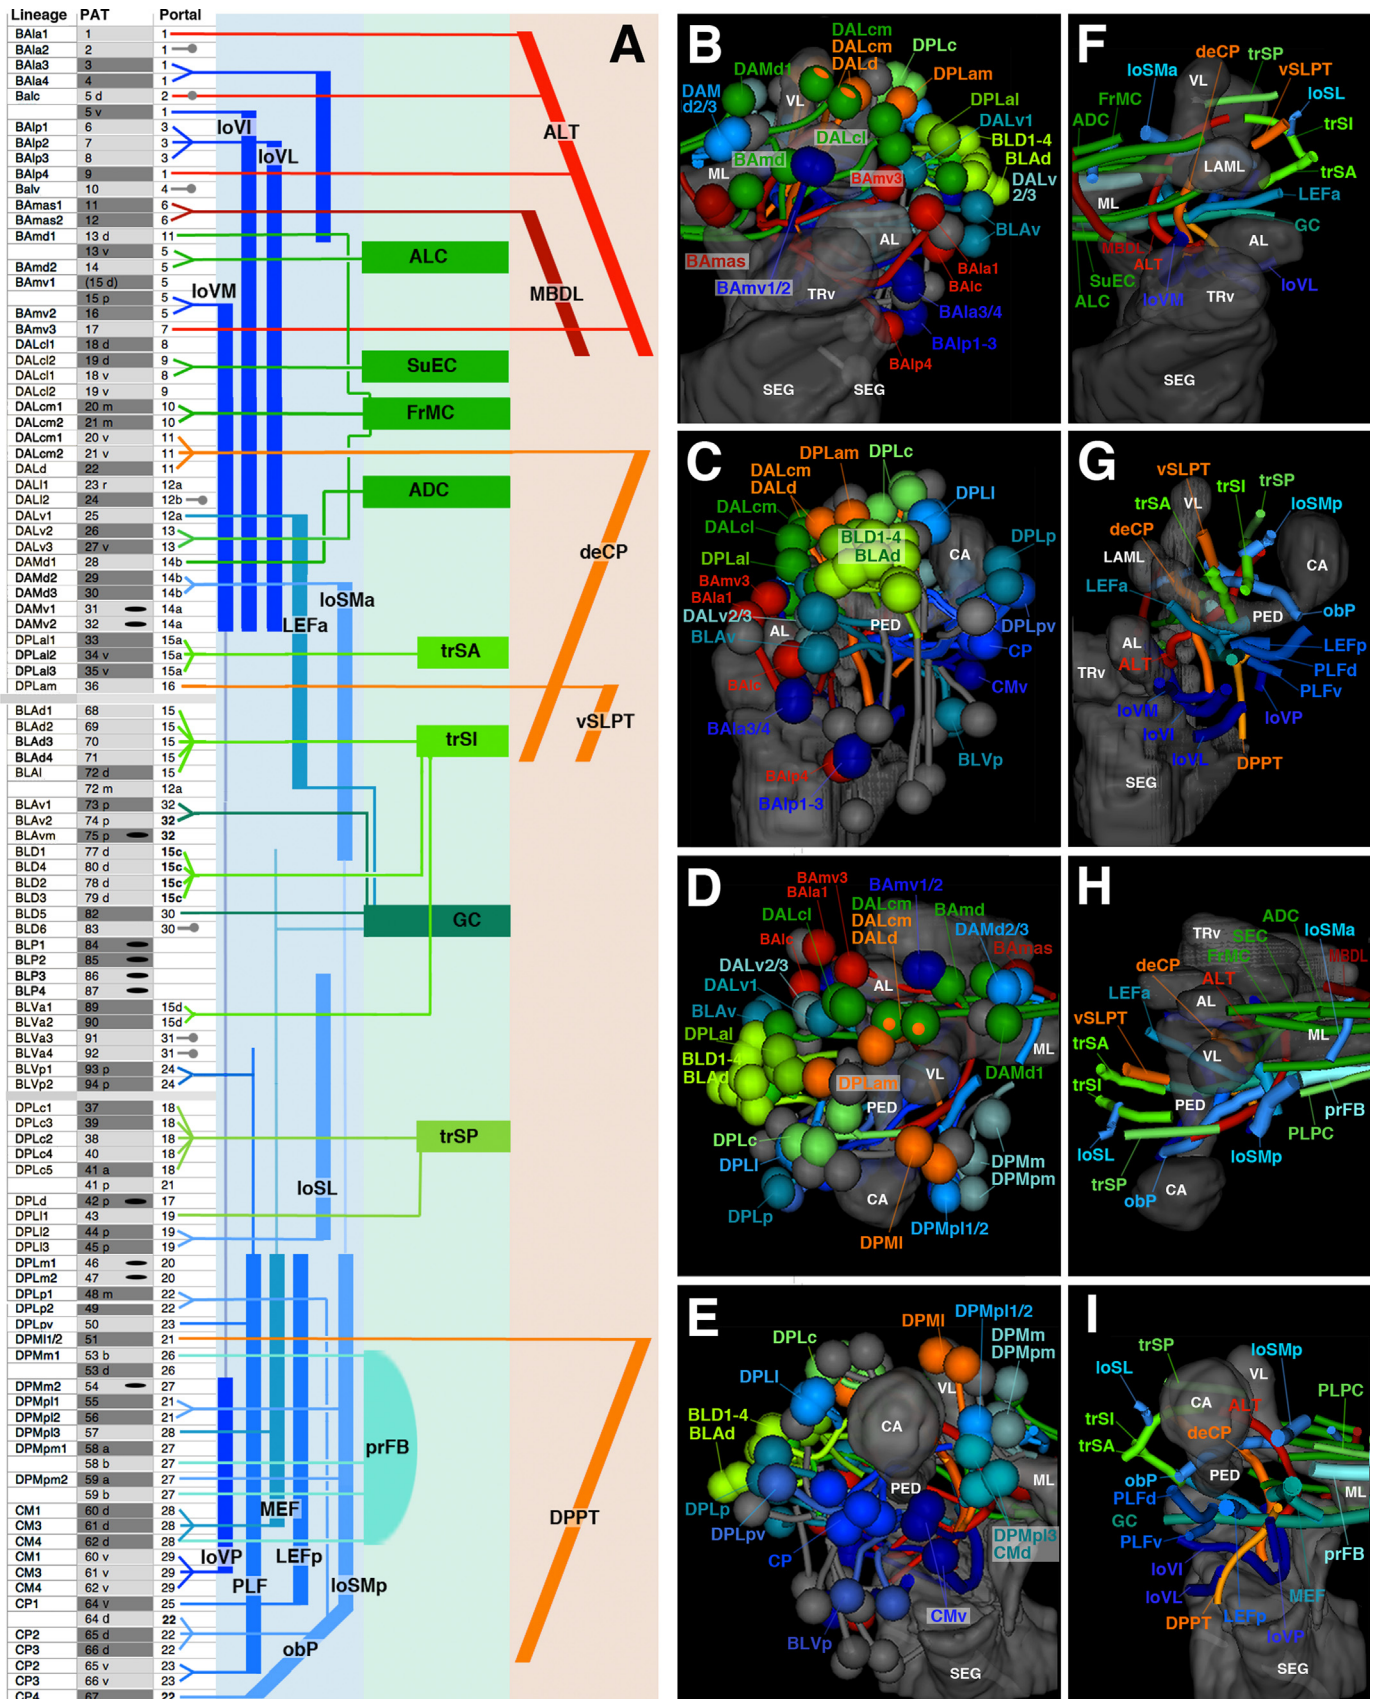 Lineage PAT Portal
BAla1 1 1
BAla2 2 1
BAla3 3 1
BAla4 4 1
Balc 5 d 2
5 v 1
BAlp1 6 3
BAlp2 7 3
BAlp3 8 3
BAlp4 9 1
Balv 10 4
BAmas1 11 6
BAmas2 12 6
BAmd1 13 d 11
13 v 5
BAmd2 14 5
BAmv1 (15 d) 5
15 p 5
BAmv2 16 5
BAmv3 17 7
DALcl1 18 d 8
DALcl2 19 d 9
DALcl1 18 v 8
DALcl2 19 v 9
DALcm1 20 m 10
DALcm2 21 m 10
DALcm1 20 v 11
DALcm2 21 v 11
DALd 22 11
DALl1 23 r 12a
DALl2 24 12b
DALv1 25 12a
DALv2 26 13
DALv3 27 v 13
DAMd1 28 14b
DAMd2 29 14b
DAMd3 30 14b
DAMv1 31 14a
DAMv2 32 14a
DPLal1 33 15a
DPLal2 34 v 15a
DPLal3 35 v 15a
DPLam 36 16
BLAd1 68 15
BLAd2 69 15
BLAd3 70 15
BLAd4 71 15
BLAl 72 d 15
72 m 12a
BLAv1 73 p 32
BLAv2 74 p 32
BLAvm 75 p 32
BLD1 77 d 15c
BLD4 80 d 15c
BLD2 78 d 15c
BLD3 79 d 15c
BLD5 82 30
BLD6 83 30
BLP1 84
BLP2 85
BLP3 86
BLP4 87
BLVa1 89 15d
BLVa2 90 15d
BLVa3 91 31
BLVa4 92 31
BLVp1 93 p 24
BLVp2 94 p 24
DPLc1 37 18
DPLc3 39 18
DPLc2 38 18
DPLc4 40 18
DPLc5 41 a 18
41 p 21
DPLd 42 p 17
DPLl1 43 19
DPLl2 44 p 19
DPLl3 45 p 19
DPLm1 46 20
DPLm2 47 20
DPLp1 48 m 22
DPLp2 49 22
DPLpv 50 23
DPMl1/2 51 21
DPMm1 53 b 26
53 d 26
DPMm2 54 27
DPMpl1 55 21
DPMpl2 56 21
DPMpl3 57 28
DPMpm1 58 a 27
58 b 27
DPMpm2 59 a 27
59 b 27
CM1 60 d 28
CM3 61 d 28
CM4 62 d 28
CM1 60 v 29
CM3 61 v 29
CM4 62 v 29
CP1 64 v 25
64 d 22
CP2 65 d 22
CP3 66 d 22
CP2 65 v 23
CP3 66 v 23
CP4 67 22
A
loVI
loVL
loVM
ALT
ALC
MBDL
SuEC
FrMC
ADC
deCP
loSMa
LEFa
trSA
vSLPT
trSI
GC
trSP
loSL
prFB
MEF
DPPT
loVP
LEFp
PLF
loSMp
obP
B
DALcm
DALcm
DALd
DPLc
DAMd1
DPLam
DAM
d2/3
VL
DPLal
DALv1
DALcl
BLD1-4
BLAd
BAmd
ML
BAmv3
DALv
2/3
AL
BLAv
BAmas
BAla1
BAlc
BAmv1/2
TRv
BAla3/4
BAlp1-3
BAlp4
SEG
SEG
F
deCP
trSP
loSMa
VL
vSLPT
loSL
FrMC
ADC
trSI
LAML
trSA
ML
LEFa
GC
MBDL
AL
ALT
SuEC
ALC
loVM
TRv
loVL
SEG
C
DPLam
DPLc
DALcm
DALd
DPLl
DALcm
DALcl
BLD1-4
BLAd
CA
DPLp
DPLal
BAmv3
BAla1
DALv2/3
BLAv
AL
PED
DPLpv
CP
BAlc
CMv
BAla3/4
BLVp
BAlp4
BAlp1-3
G
vSLPT
trSI
trSP
trSA
VL
loSMp
deCP
LAML
CA
LEFa
PED
obP
AL
LEFp
ALT
PLFd
TRv
PLFv
loVM
loVP
loVI
loVL
DPPT
SEG
D
BAmv3
BAla1
BAmv1/2
DALcm
DALcl
DALcm
BAmd
DALd
DAMd2/3
BAlc
BAmas
DALv2/3
AL
DALv1
BLAv
DPLal
ML
BLD1-4
BLAd
VL
DAMd1
DPLam
PED
DPLc
DPLl
DPMm
DPMpm
CA
DPLp
DPMpl1/2
DPMl
H
ADC
TRv
SEC
loSMa
FrMC
MBDL
deCP
ALT
LEFa
AL
vSLPT
ML
trSA
VL
trSI
PED
prFB
PLPC
loSL
loSMp
trSP
obP
CA
E
DPMpl1/2
DPMl
DPLc
DPMm
DPMpm
DPLl
VL
BLD1-4
BLAd
CA
PED
ML
DPLp
DPLpv
DPMpl3
CMd
CP
CMv
BLVp
SEG
I
trSP
loSMp
loSL
VL
PLPC
CA
ALT
trSI
deCP
trSA
obP
PED
PLFd
ML
GC
PLFv
prFB
loVI
loVL
MEF
DPPT
LEFp
loVP
SEG